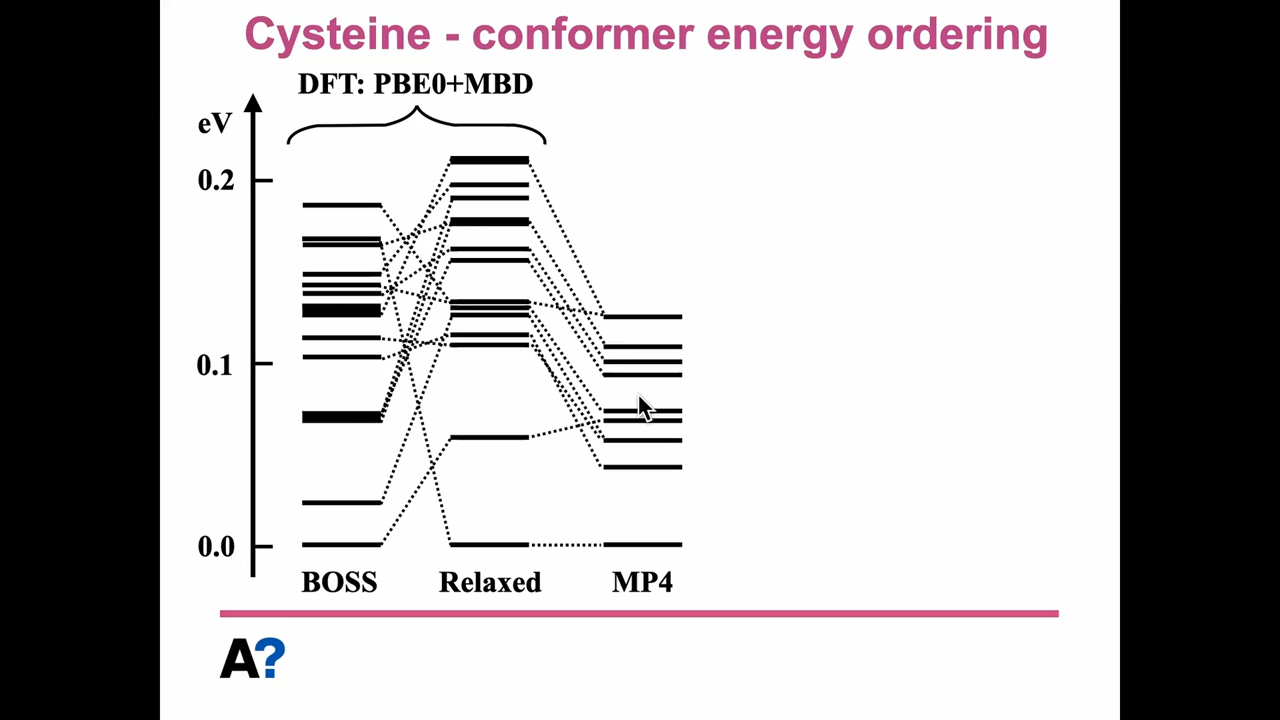 Cysteine - conformer energy ordering
DFT: PBE0+MBD
eV
0.2
0.1
0.0
BOSS Relaxed MP4
A?